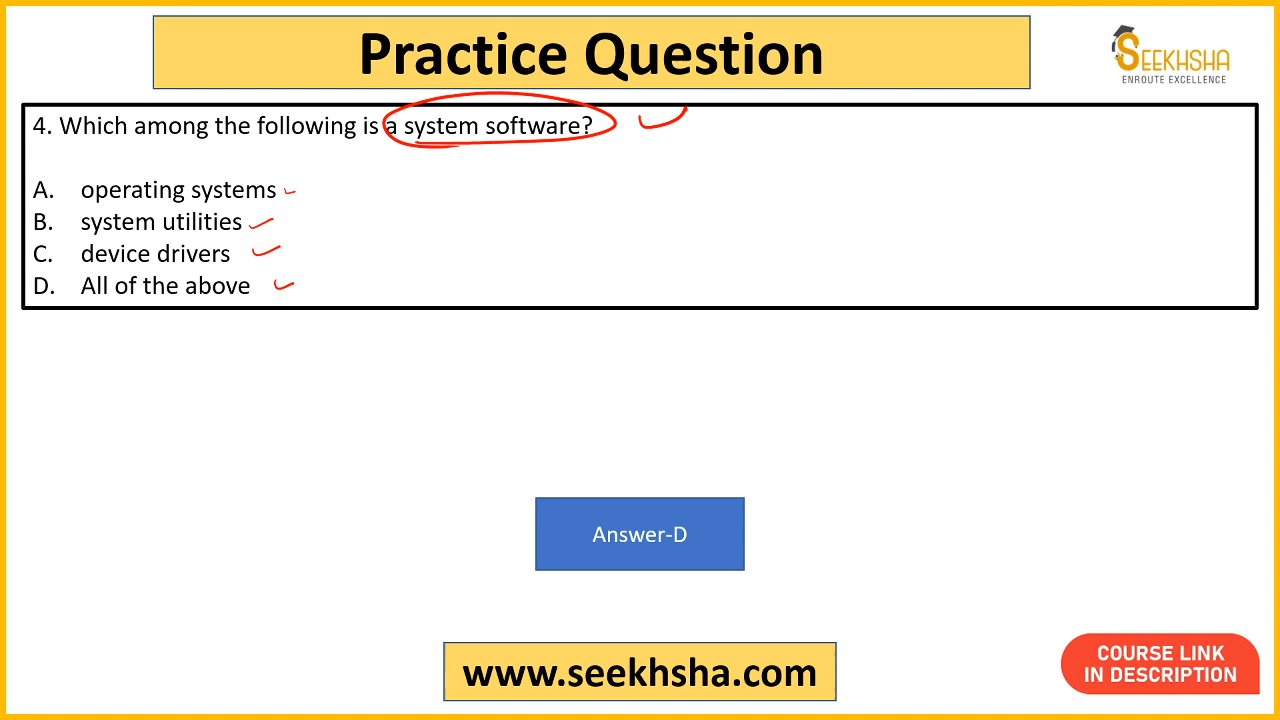 Practice Question
SEEKHSHA
ENROUTE EXCELLENCE
4. Which among the following is a system software?
A. operating systems
B. system utilities
C. device drivers
D. All of the above
Answer-D
www.seekhsha.com
COURSE LINK
IN DESCRIPTION